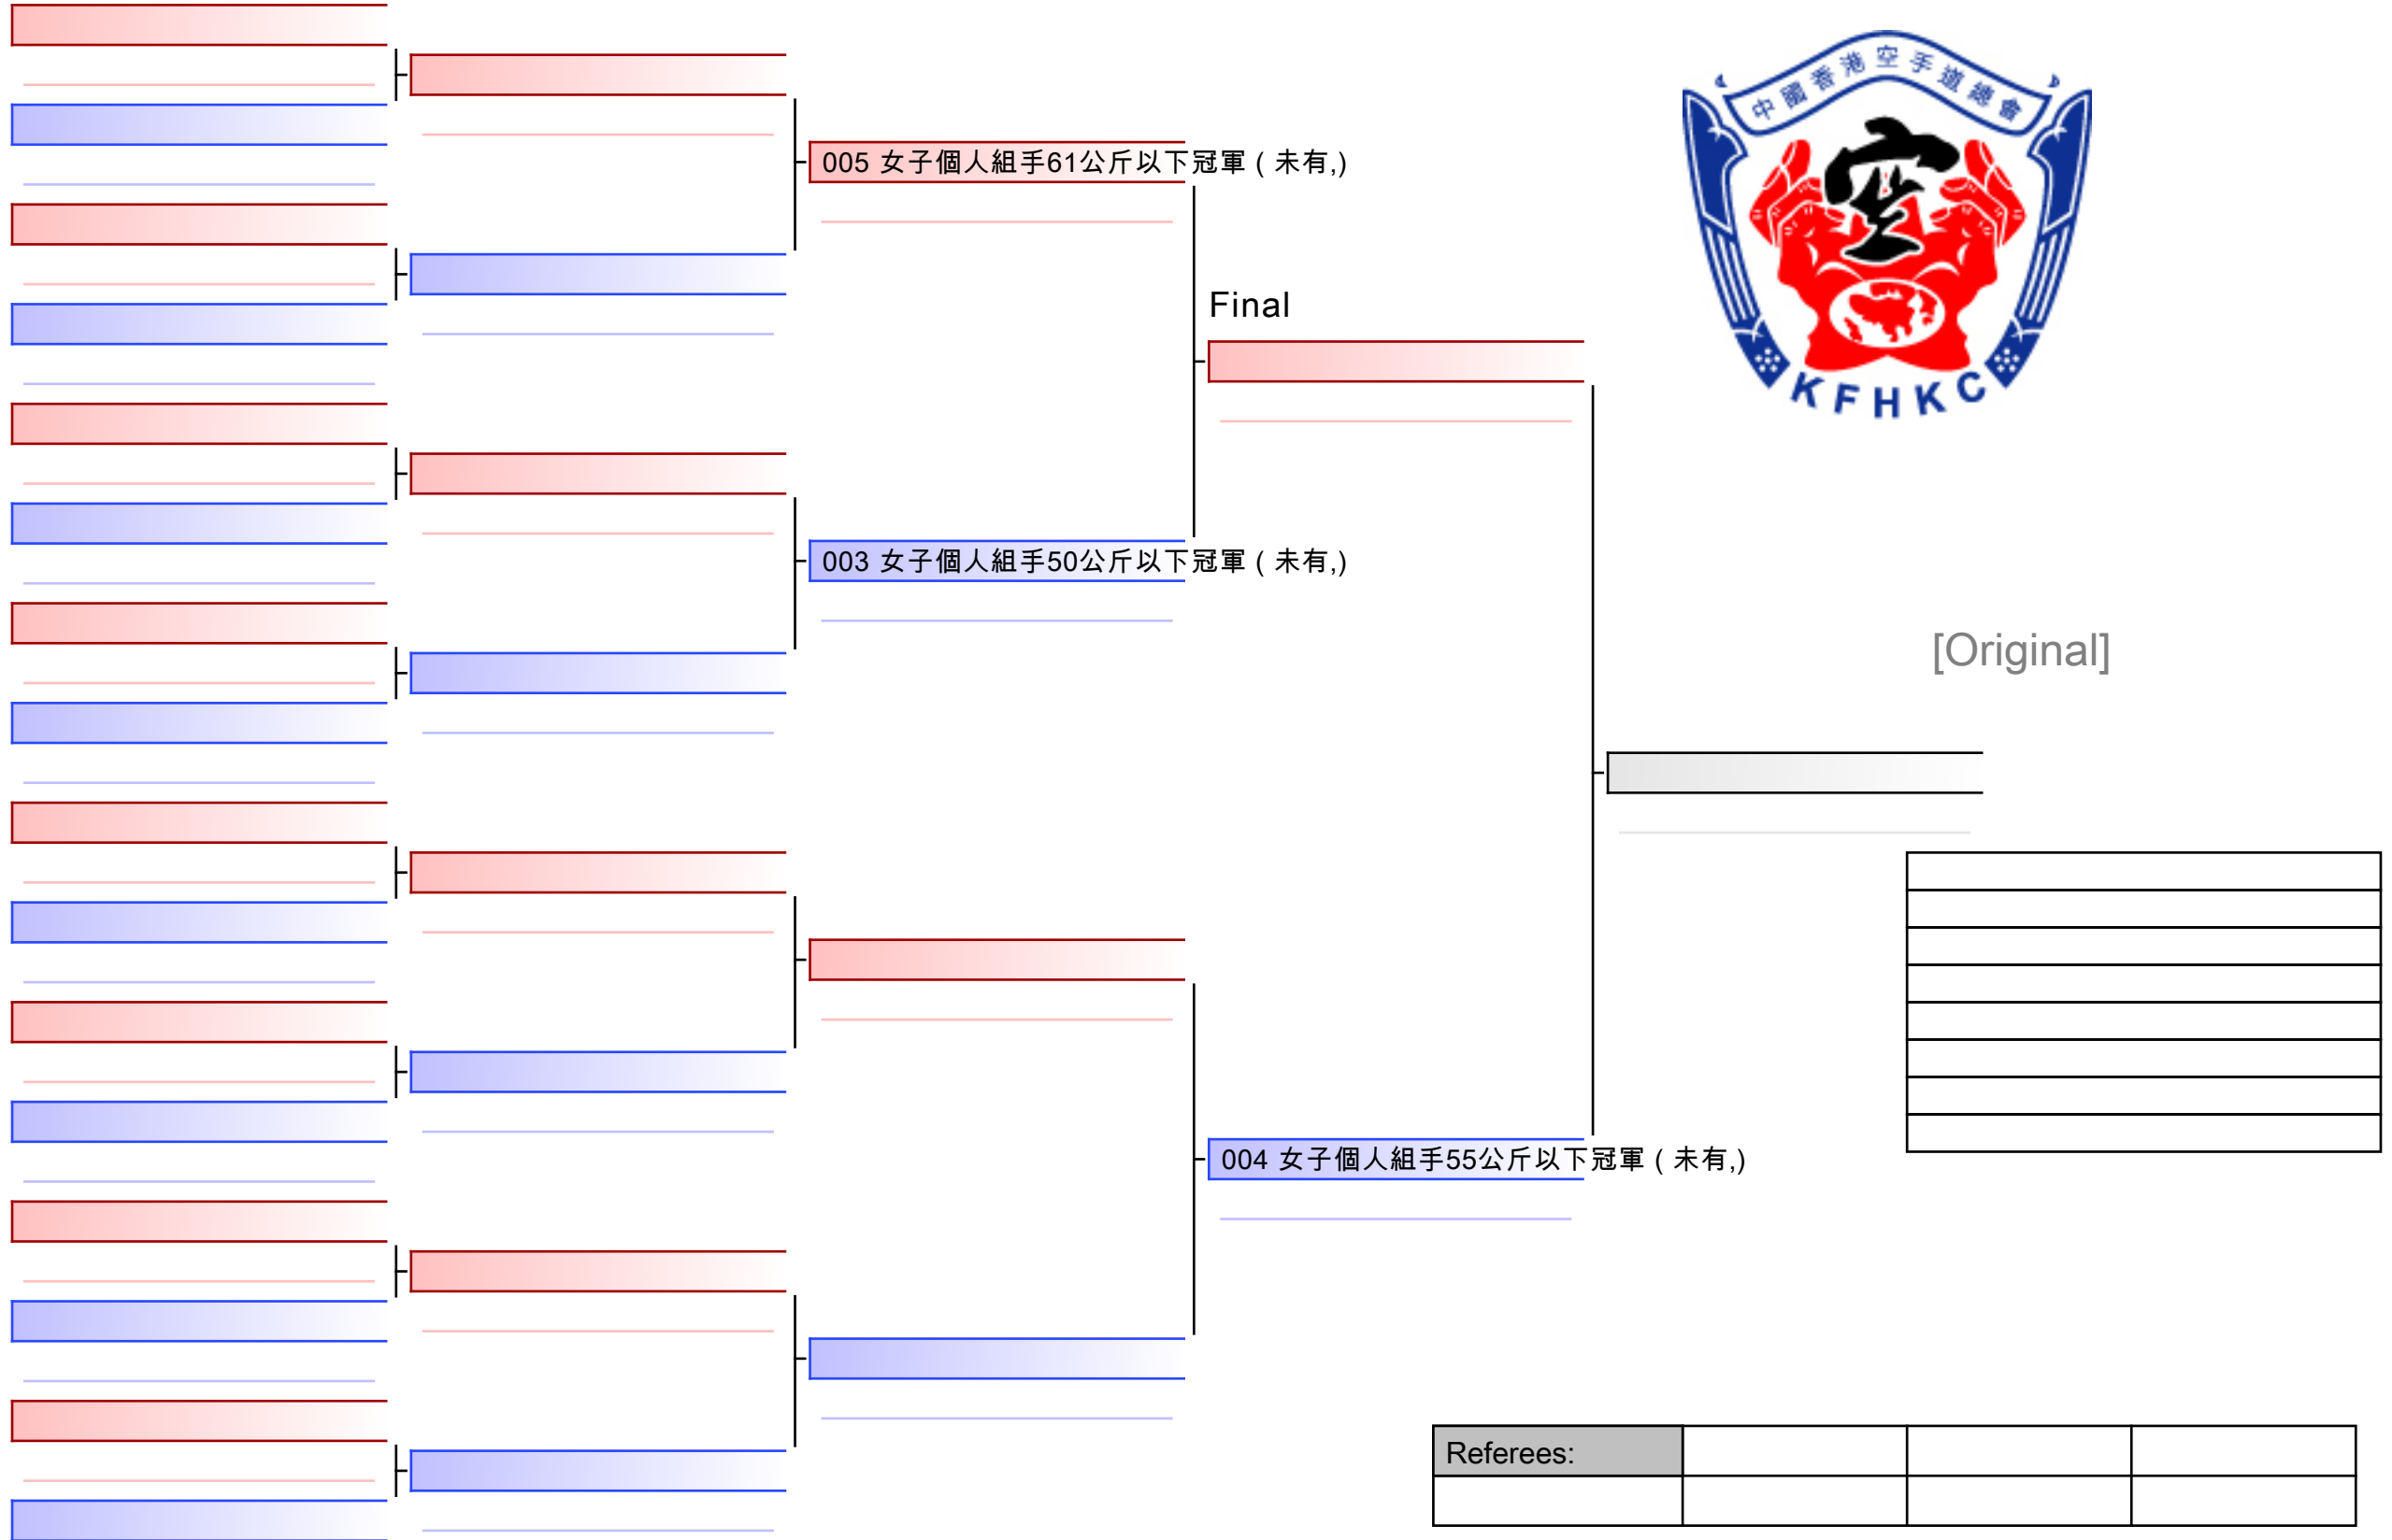 中國香港空手道總會
空
KFHKC
005 女子個人組手61公斤以下冠軍 ( 未有,)
Final
003 女子個人組手50公斤以下冠軍 ( 未有,)
[Original]
004 女子個人組手55公斤以下冠軍 ( 未有,)
Referees: